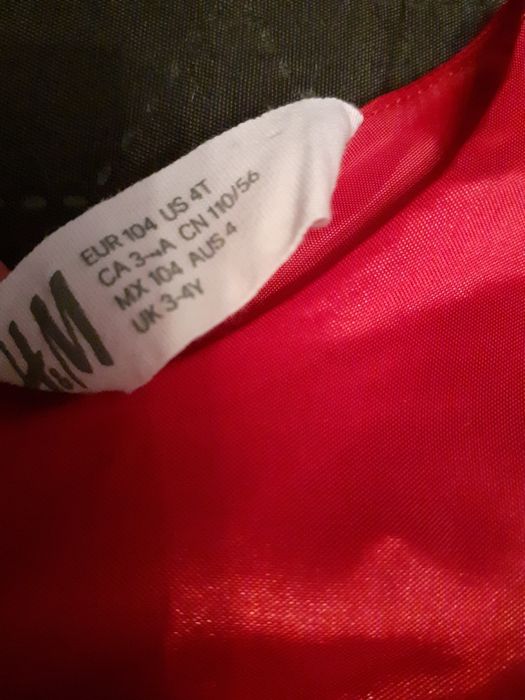 H&M
EUR 104 US 4T
CA 3-4A CN 110/56
MX 104 AUS 4
UK 3-4Y